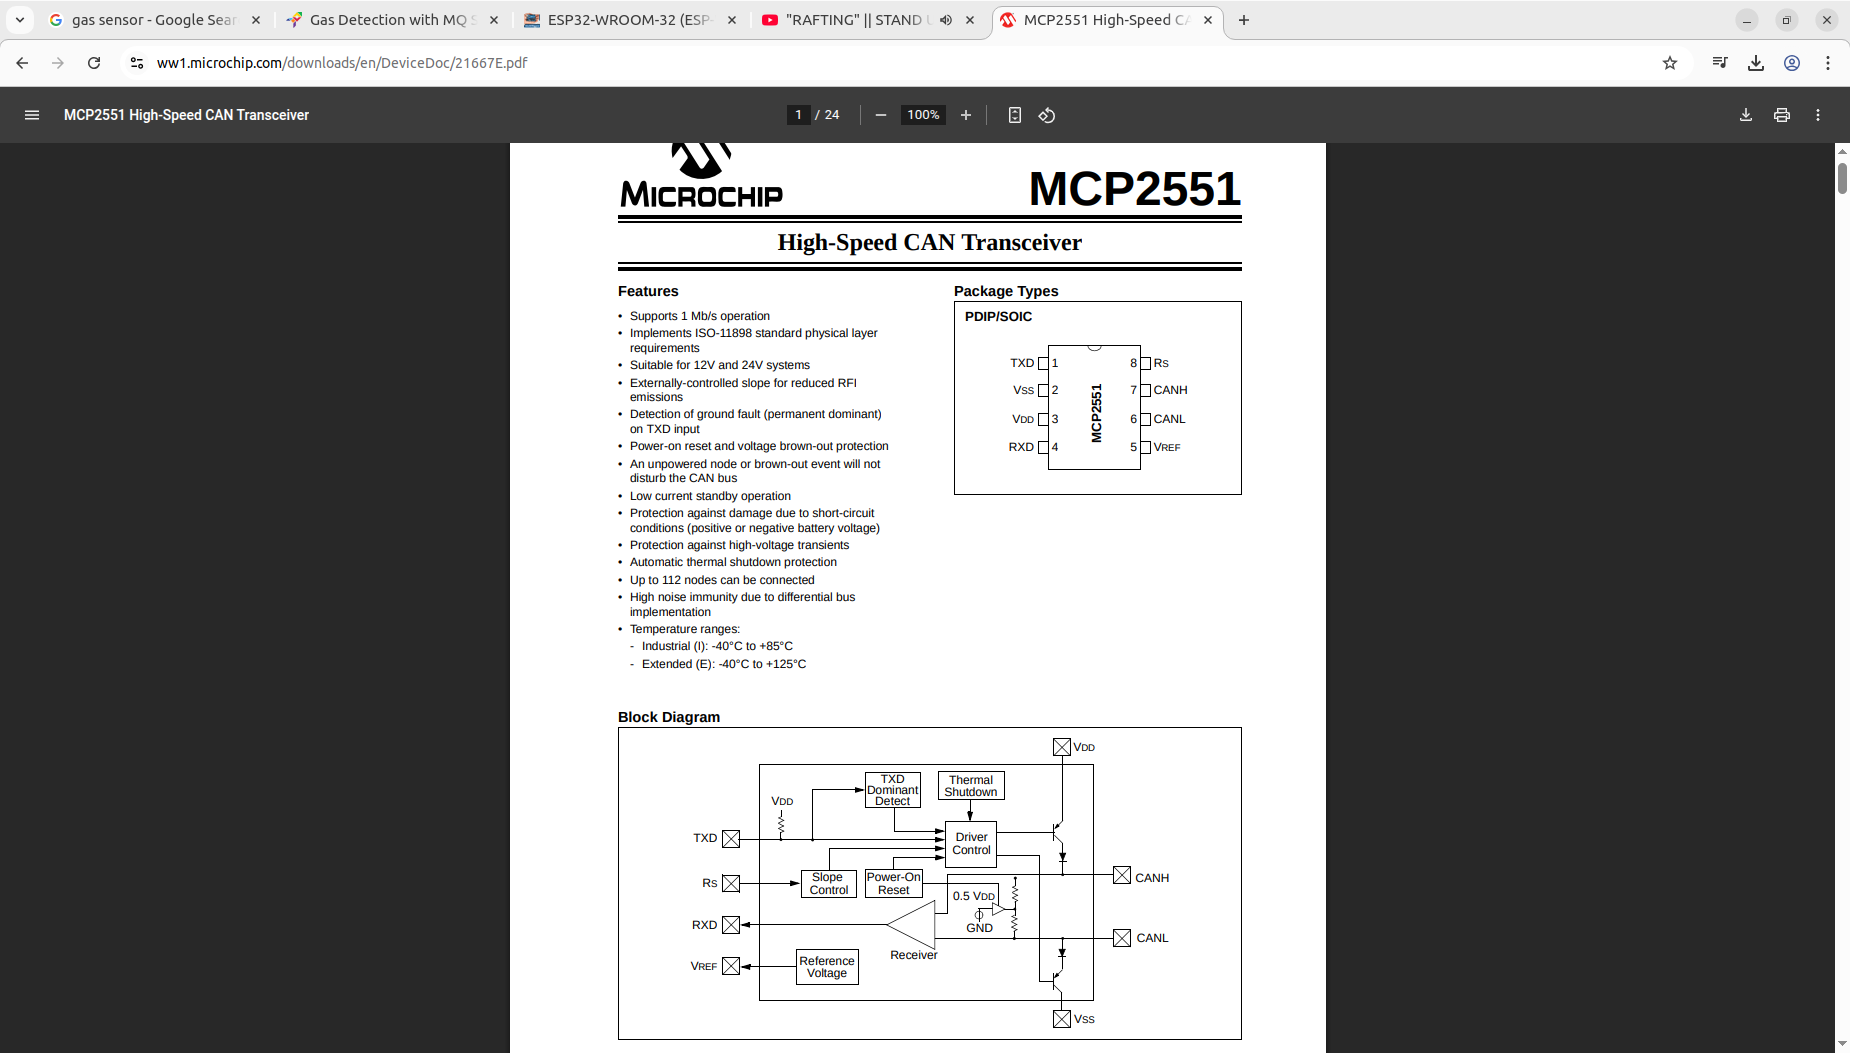 gas sensor - Google Sear
Gas Detection with MQ S
ESP32-WROOM-32 (ESP-
"RAFTING" || STAND U
MCP2551 High-Speed CA
ww1.microchip.com/downloads/en/DeviceDoc/21667E.pdf
MCP2551 High-Speed CAN Transceiver
1 / 24
100%
MICROCHIP
MCP2551
High-Speed CAN Transceiver
Features
• Supports 1 Mb/s operation
• Implements ISO-11898 standard physical layer
requirements
• Suitable for 12V and 24V systems
• Externally-controlled slope for reduced RFI
emissions
• Detection of ground fault (permanent dominant)
on TXD input
• Power-on reset and voltage brown-out protection
• An unpowered node or brown-out event will not
disturb the CAN bus
• Low current standby operation
• Protection against damage due to short-circuit
conditions (positive or negative battery voltage)
• Protection against high-voltage transients
• Automatic thermal shutdown protection
• Up to 112 nodes can be connected
• High noise immunity due to differential bus
implementation
• Temperature ranges:
- Industrial (I): -40°C to +85°C
- Extended (E): -40°C to +125°C
Package Types
PDIP/SOIC
TXD 1 8 RS
VSS 2 7 CANH
VDD 3 6 CANL
RXD 4 5 VREF
MCP2551
Block Diagram
VDD
TXD
Dominant
Detect
Thermal
Shutdown
VDD
TXD
Driver
Control
RS
Slope
Control
Power-On
Reset
CANH
0.5 VDD
GND
RXD
Receiver
CANL
VREF
Reference
Voltage
VSS